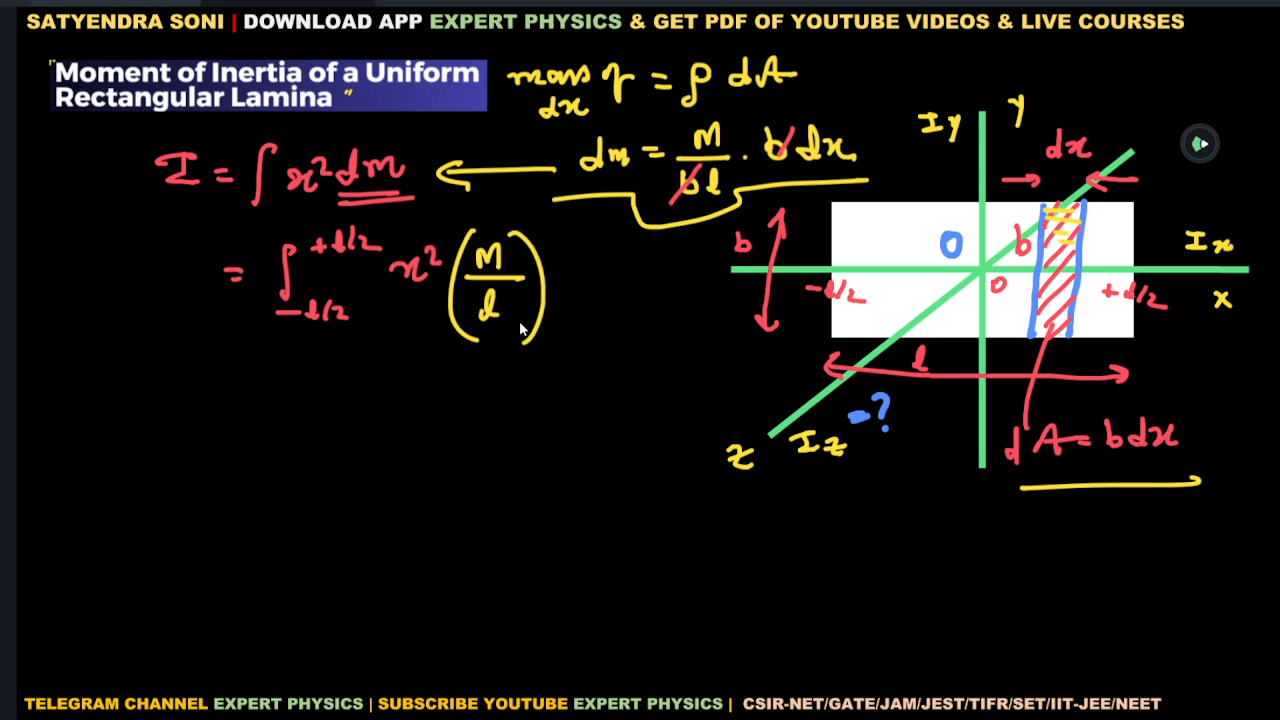 SATYENDRA SONI | DOWNLOAD APP EXPERT PHYSICS & GET PDF OF YOUTUBE VIDEOS & LIVE COURSES
"Moment of Inertia of a Uniform
Rectangular Lamina "
mass of = ρ dA
dx
dm = M/bl . b dx
I = ∫ x² dm
= ∫ +l/2 -l/2 x² (M/l)
Iy
y
dx
b
O
b
Ix
-l/2
O
+l/2
x
l
Iz = ?
z
dA = b dx
TELEGRAM CHANNEL EXPERT PHYSICS | SUBSCRIBE YOUTUBE EXPERT PHYSICS | CSIR-NET/GATE/JAM/JEST/TIFR/SET/IIT-JEE/NEET